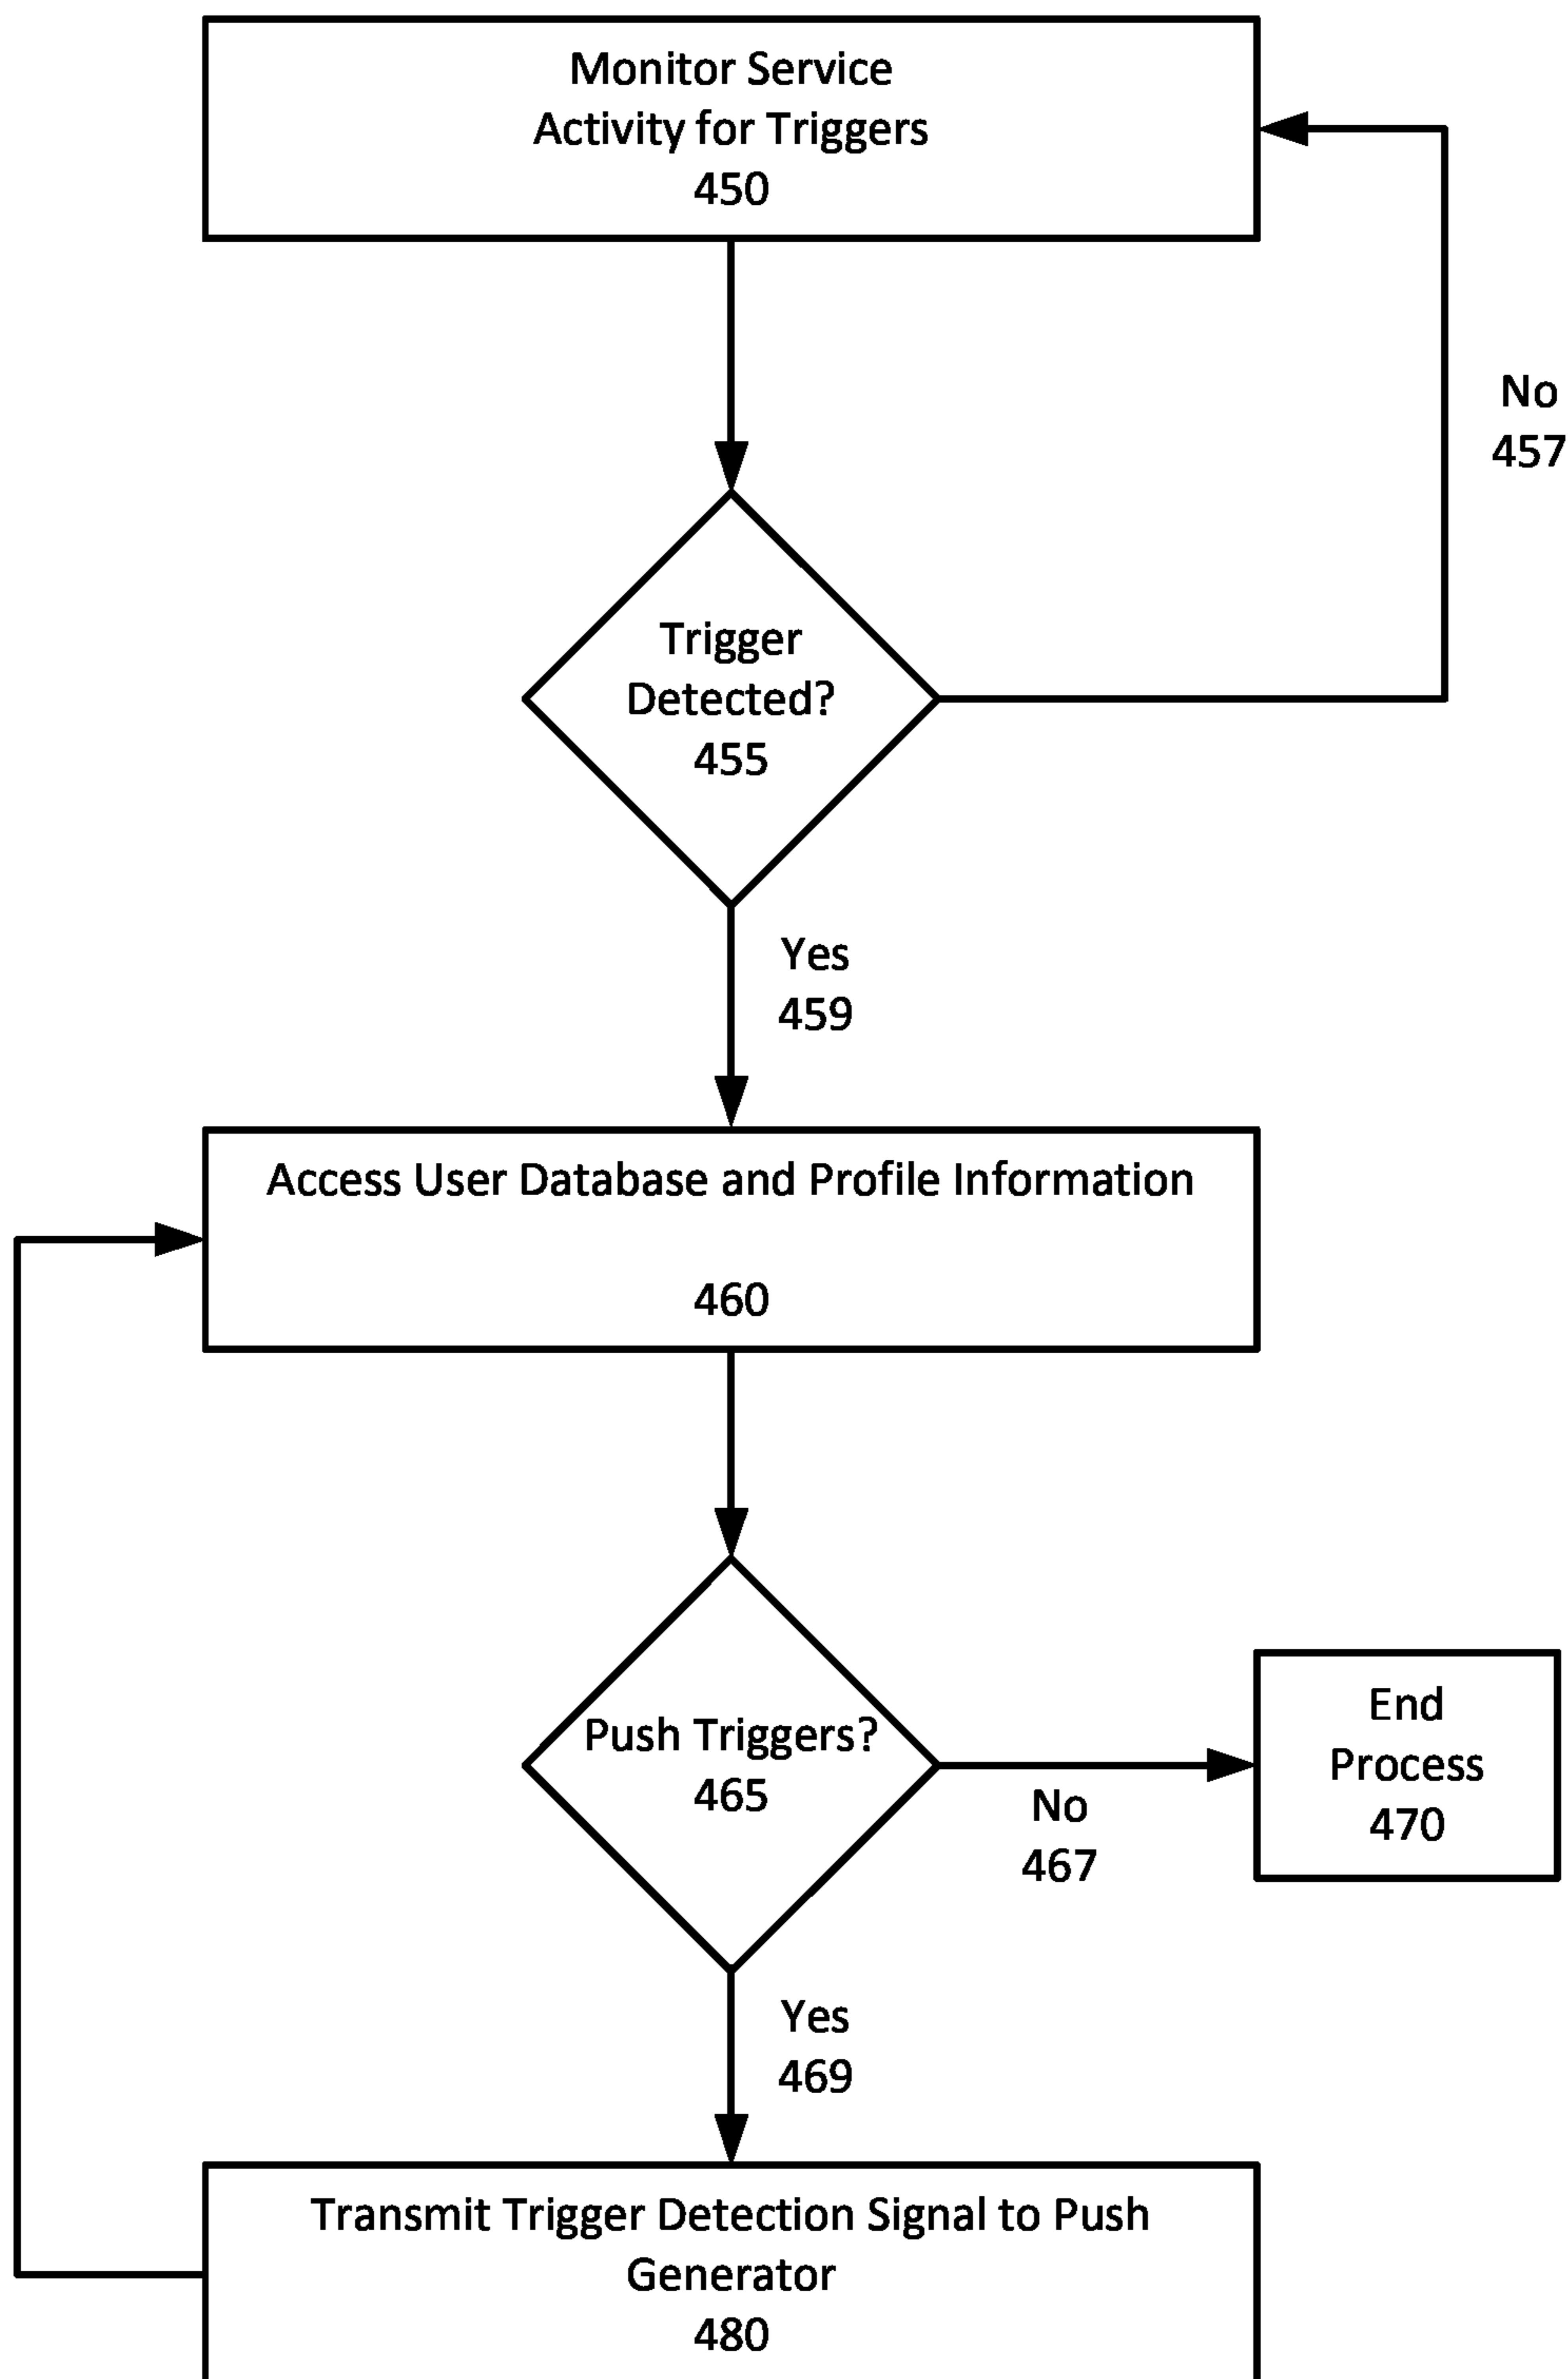 Monitor Service
Activity for Triggers
450
No
457
Trigger
Detected?
455
Yes
459
Access User Database and Profile Information
460
Push Triggers?
465
No
467
End
Process
470
Yes
469
Transmit Trigger Detection Signal to Push
Generator
480